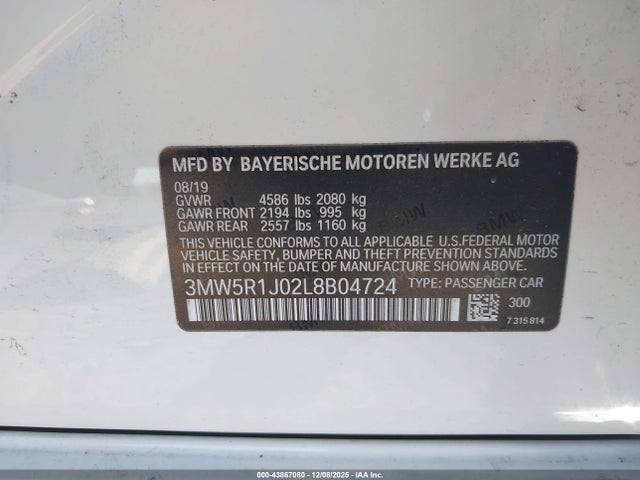 MFD BY BAYERISCHE MOTOREN WERKE AG
08/19
GVWR 4586 lbs 2080 kg
GAWR FRONT 2194 lbs 995 kg
GAWR REAR 2557 lbs 1160 kg
THIS VEHICLE CONFORMS TO ALL APPLICABLE U.S.FEDERAL MOTOR
VEHICLE SAFETY, BUMPER, AND THEFT PREVENTION STANDARDS IN
EFFECT ON THE DATE OF MANUFACTURE SHOWN ABOVE.
3MW5R1J02L8B04724 TYPE: PASSENGER CAR
300
7315814
000-43867080 - 12/08/2025 - © IAA Inc.